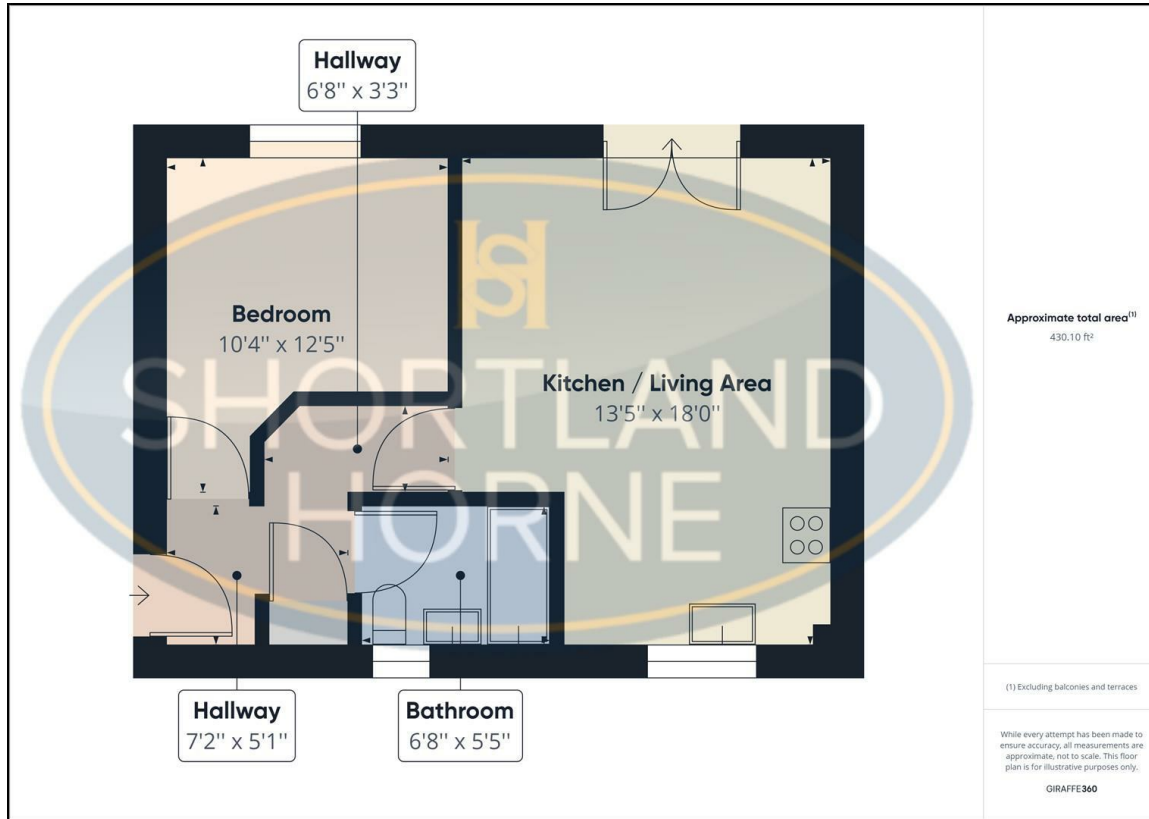 Hallway
6'8'' x 3'3''
HS
Bedroom
10'4'' x 12'5''
Kitchen / Living Area
13'5'' x 18'0''
SHORTLAND
HORNE
Hallway
7'2'' x 5'1''
Bathroom
6'8'' x 5'5''
Approximate total area(1)
430.10 ft²
(1) Excluding balconies and terraces
While every attempt has been made to
ensure accuracy, all measurements are
approximate, not to scale. This floor
plan is for illustrative purposes only.
GIRAFFE360